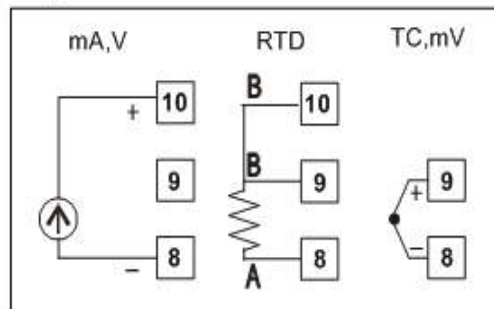 mA,V RTD TC,mV
10 B 10
+
9 B 9 + 9
8 A 8 − 8
−